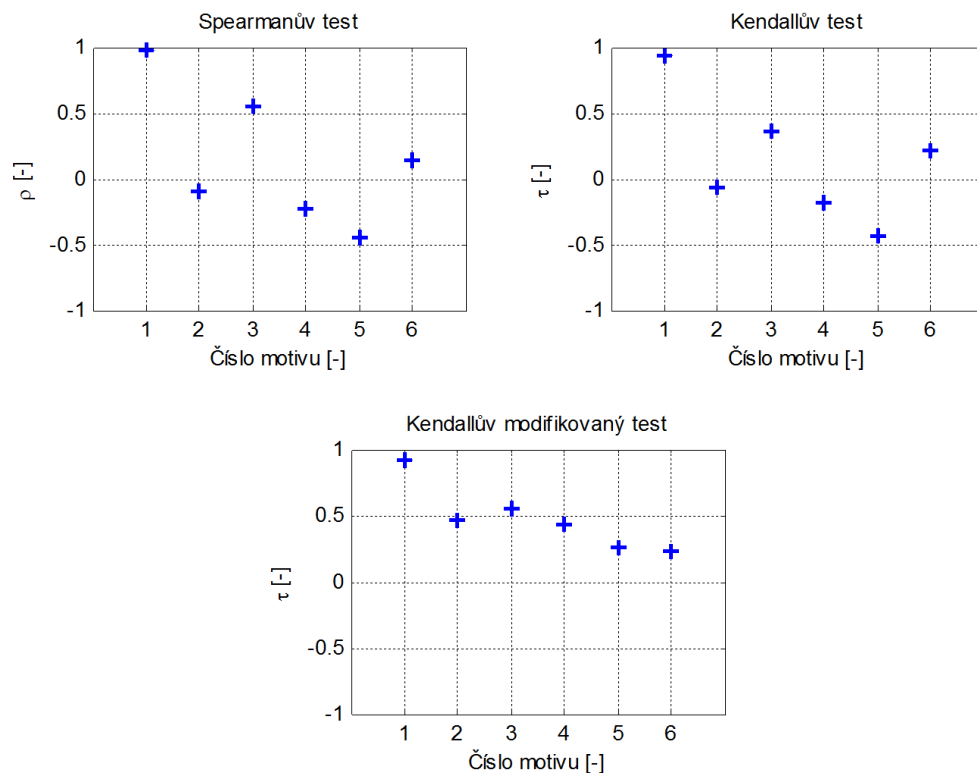 Spearmanův test
1
0.5
0
-0.5
-1
ρ [-]
1 2 3 4 5 6
Číslo motivu [-]
Kendallův test
1
0.5
0
-0.5
-1
τ [-]
1 2 3 4 5 6
Číslo motivu [-]
Kendallův modifikovaný test
1
0.5
0
-0.5
-1
τ [-]
1 2 3 4 5 6
Číslo motivu [-]